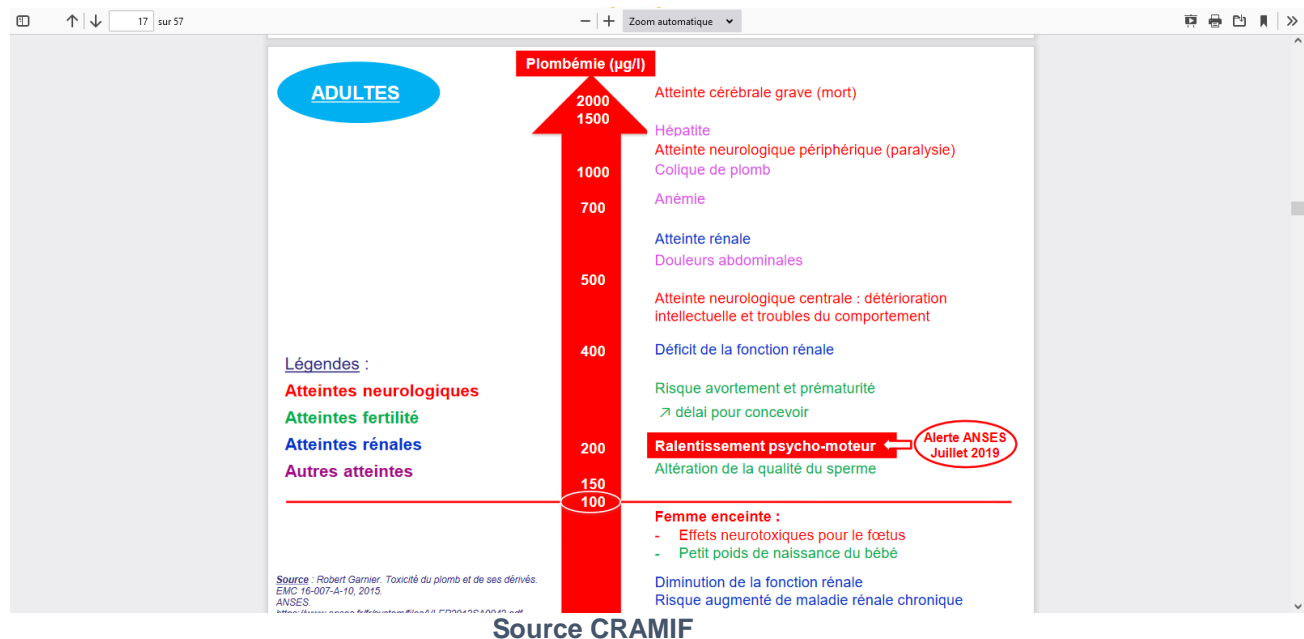 17 sur 57
Zoom automatique
Plombémie (µg/l)
ADULTES
2000
Atteinte cérébrale grave (mort)
1500
Hépatite
Atteinte neurologique périphérique (paralysie)
1000
Colique de plomb
Anémie
700
Atteinte rénale
Douleurs abdominales
500
Atteinte neurologique centrale : détérioration
intellectuelle et troubles du comportement
400
Déficit de la fonction rénale
Légendes :
Atteintes neurologiques
Atteintes fertilité
Atteintes rénales
Autres atteintes
Risque avortement et prématurité
↗ délai pour concevoir
200
Ralentissement psycho-moteur
Alerte ANSES
Juillet 2019
Altération de la qualité du sperme
150
100
Femme enceinte :
- Effets neurotoxiques pour le fœtus
- Petit poids de naissance du bébé
Diminution de la fonction rénale
Risque augmenté de maladie rénale chronique
Source : Robert Garnier. Toxicité du plomb et de ses dérivés.
EMC 16-007-A-10, 2015.
ANSES.
Source CRAMIF